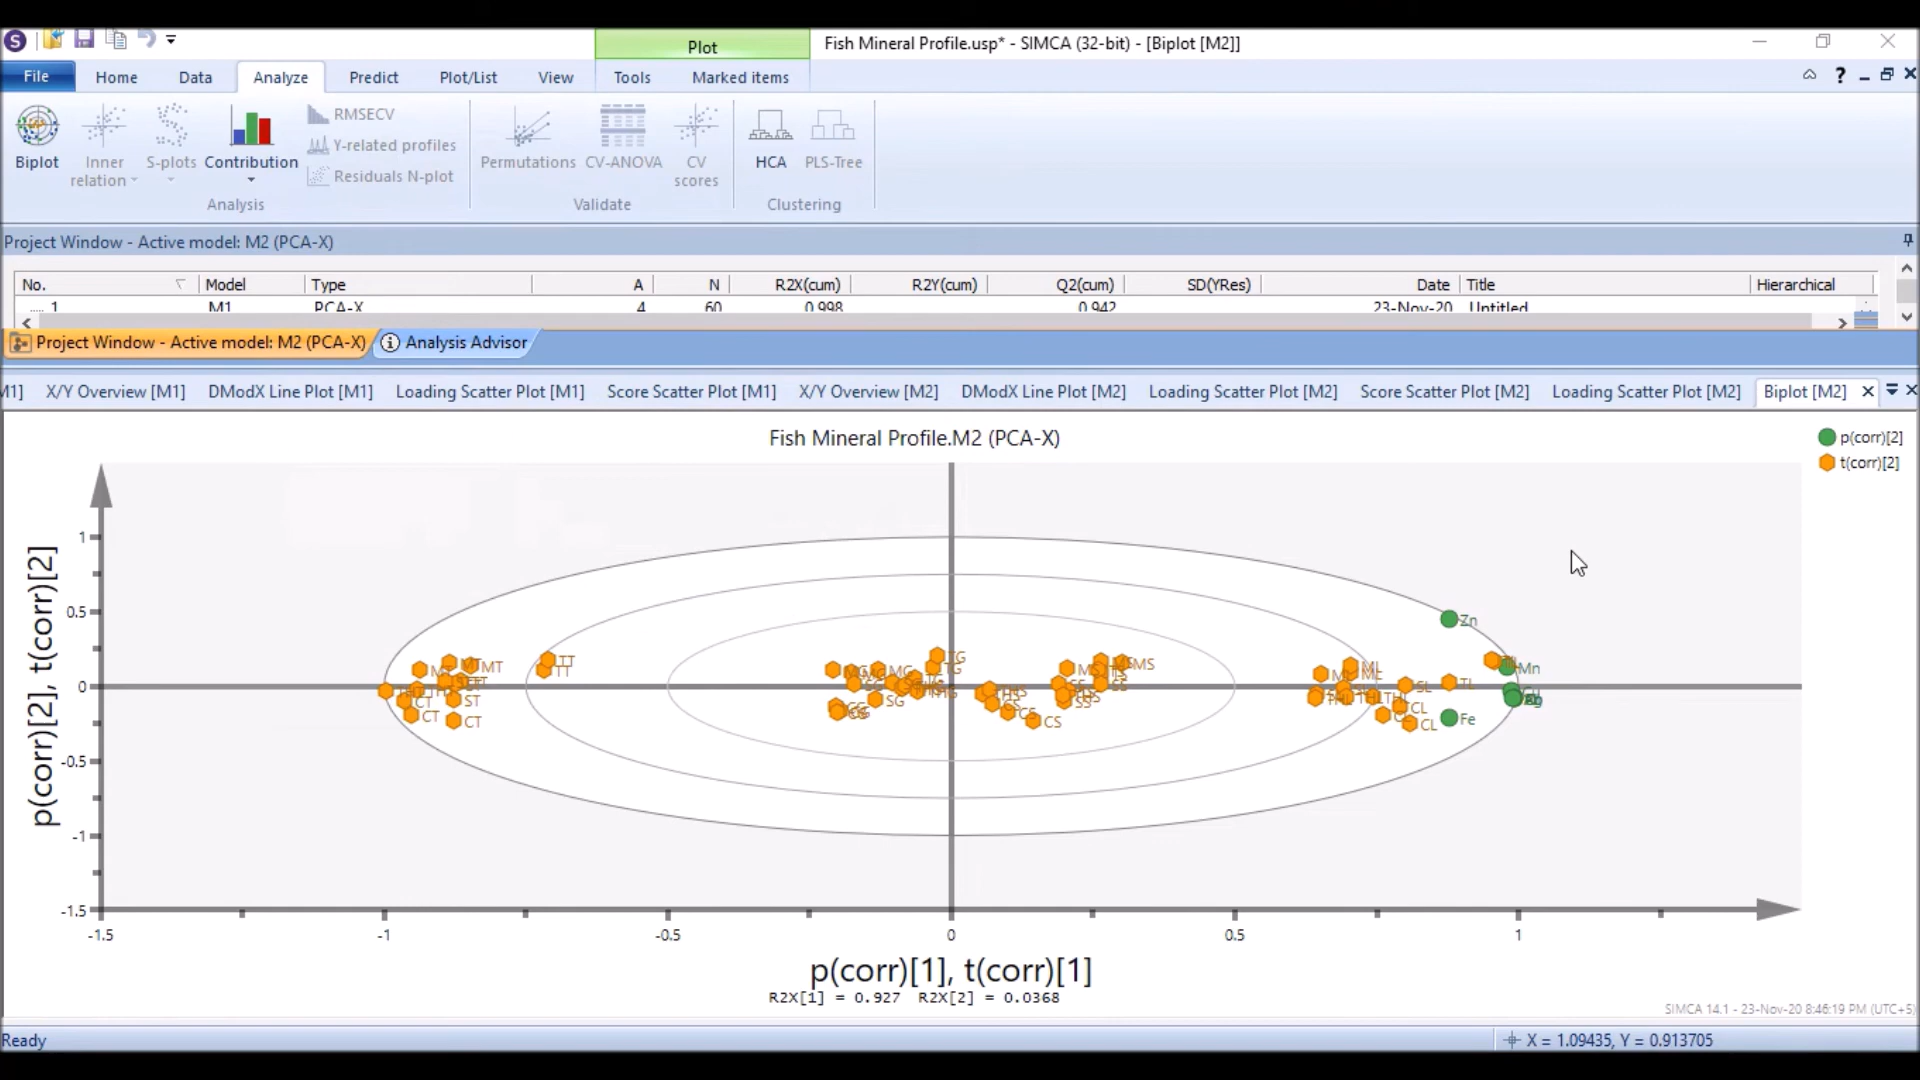 S
Plot
Fish Mineral Profile.usp* - SIMCA (32-bit) - [Biplot [M2]]
File Home Data Analyze Predict Plot/List View Tools Marked items
Biplot Inner relation S-plots Contribution RMSECV Y-related profiles Residuals N-plot Permutations CV-ANOVA CV scores HCA PLS-Tree
Analysis Validate Clustering
Project Window - Active model: M2 (PCA-X)
No. Model Type A N R2X(cum) R2Y(cum) Q2(cum) SD(YRes) Date Title Hierarchical
1 M1 PCA-X 4 60 0.998 0.942 23-Nov-20 Untitled
Project Window - Active model: M2 (PCA-X) Analysis Advisor
M1] X/Y Overview [M1] DModX Line Plot [M1] Loading Scatter Plot [M1] Score Scatter Plot [M1] X/Y Overview [M2] DModX Line Plot [M2] Loading Scatter Plot [M2] Score Scatter Plot [M2] Loading Scatter Plot [M2] Biplot [M2]
Fish Mineral Profile.M2 (PCA-X)
p(corr)[2]
t(corr)[2]
p(corr)[2], t(corr)[2]
1
0.5
0
-0.5
-1
-1.5
Zn
Mn
Fe
MT
TT
ST
CT
CT
TG
TG
MG
SG
MS
SS
CS
CS
ML
ML
SL
TL
THL
CL
CL
-1.5 -1 -0.5 0 0.5 1
p(corr)[1], t(corr)[1]
R2X[1] = 0.927 R2X[2] = 0.0368
SIMCA 14.1 - 23-Nov-20 8:46:19 PM (UTC+5)
Ready X = 1.09435, Y = 0.913705